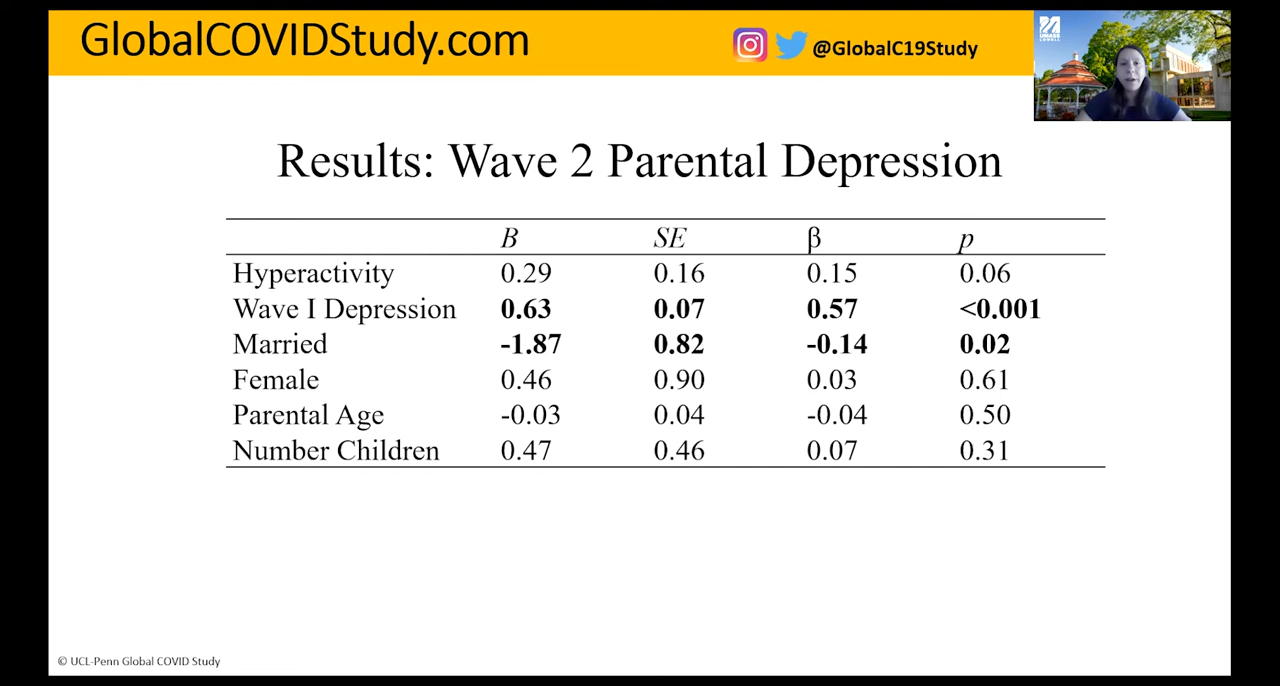 GlobalCOVIDStudy.com
@GlobalC19Study
UMASS
LOWELL
Results: Wave 2 Parental Depression
B SE β p
Hyperactivity 0.29 0.16 0.15 0.06
Wave I Depression 0.63 0.07 0.57 <0.001
Married -1.87 0.82 -0.14 0.02
Female 0.46 0.90 0.03 0.61
Parental Age -0.03 0.04 -0.04 0.50
Number Children 0.47 0.46 0.07 0.31
© UCL-Penn Global COVID Study